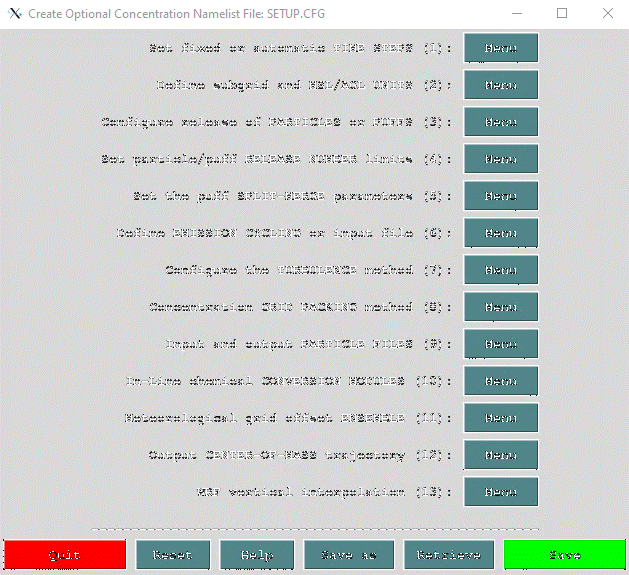 Create Optional Concentration Namelist File: SETUP.CFG
Set fixed or automatic TIME STEPS (1): Menu
Define subgrid and MSL/AGL UNITS (2): Menu
Configure release of PARTICLES or PUFFS (3): Menu
Set particle/puff RELEASE NUMBER limits (4): Menu
Set the puff SPLIT-MERGE parameters (5): Menu
Define EMISSION CYCLING or input file (6): Menu
Configure the TURBULENCE method (7): Menu
Concentration GRID PACKING method (8): Menu
Input and output PARTICLE FILES (9): Menu
In-Line chemical CONVERSION MODULES (10): Menu
Meteorological grid offset ENSEMBLE (11): Menu
Output CENTER-OF-MASS trajectory (12): Menu
vertical interpolation (13): Menu
Quit Reset Help Save as Retrieve Save